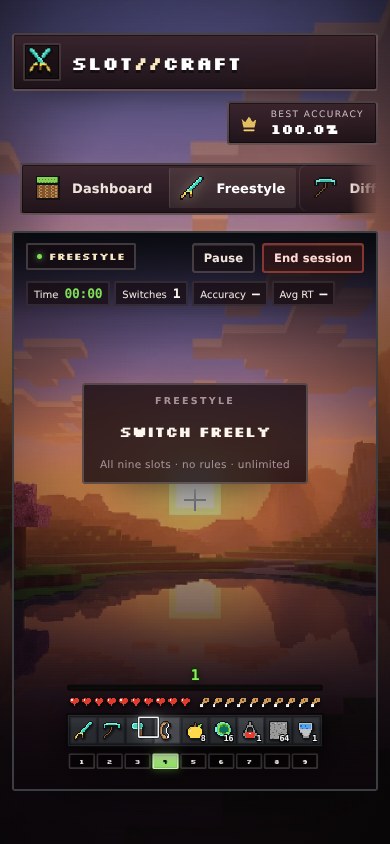 SLOT//CRAFT
BEST ACCURACY
100.0%
Dashboard Freestyle Diff
FREESTYLE Pause End session
Time 00:00 Switches 1 Accuracy — Avg RT —
FREESTYLE
SWITCH FREELY
All nine slots · no rules · unlimited
1
8 16 1 64 1
1 2 3 4 5 6 7 8 9